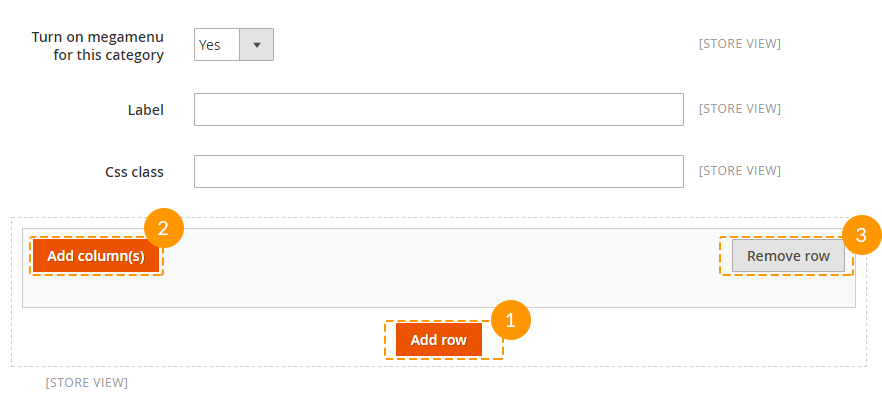 Turn on megamenu
for this category
Yes
[STORE VIEW]
Label
[STORE VIEW]
Css class
[STORE VIEW]
2
3
Add column(s)
Remove row
1
Add row
[STORE VIEW]